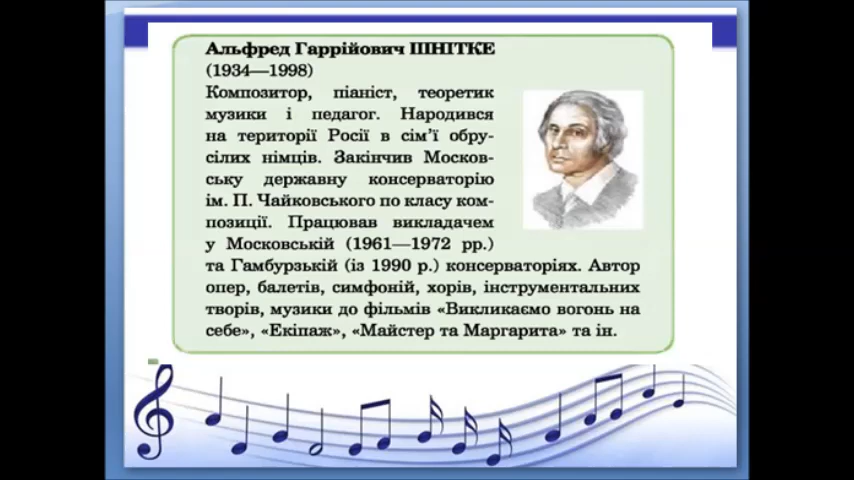 Альфред Гаррійович ШНІТКЕ
(1934—1998)
Композитор, піаніст, теоретик
музики і педагог. Народився
на території Росії в сім’ї обру-
сілих німців. Закінчив Москов-
ську державну консерваторію
ім. П. Чайковського по класу ком-
позиції. Працював викладачем
у Московській (1961—1972 рр.)
та Гамбурзькій (із 1990 р.) консерваторіях. Автор
опер, балетів, симфоній, хорів, інструментальних
творів, музики до фільмів «Викликаємо вогонь на
себе», «Екіпаж», «Майстер та Маргарита» та ін.